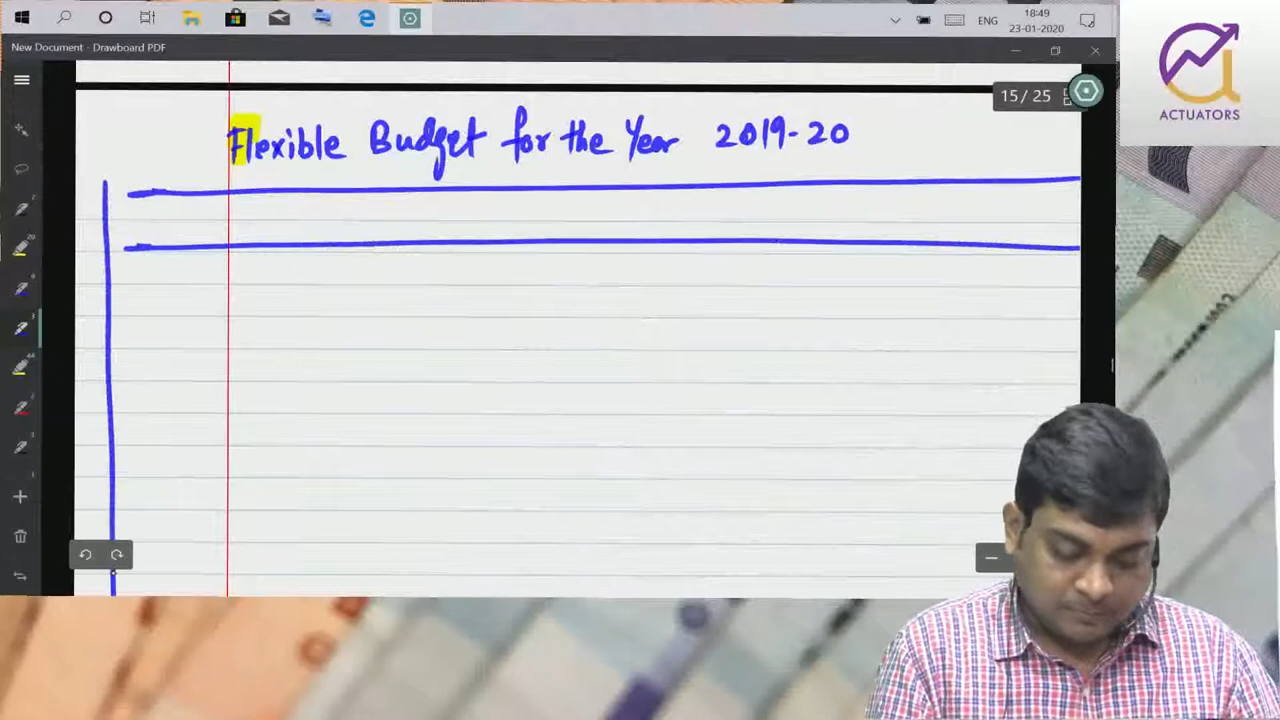 18:49
ENG
23-01-2020
New Document - Drawboard PDF
15 / 25
ACTUATORS
Flexible Budget for the Year 2019-20